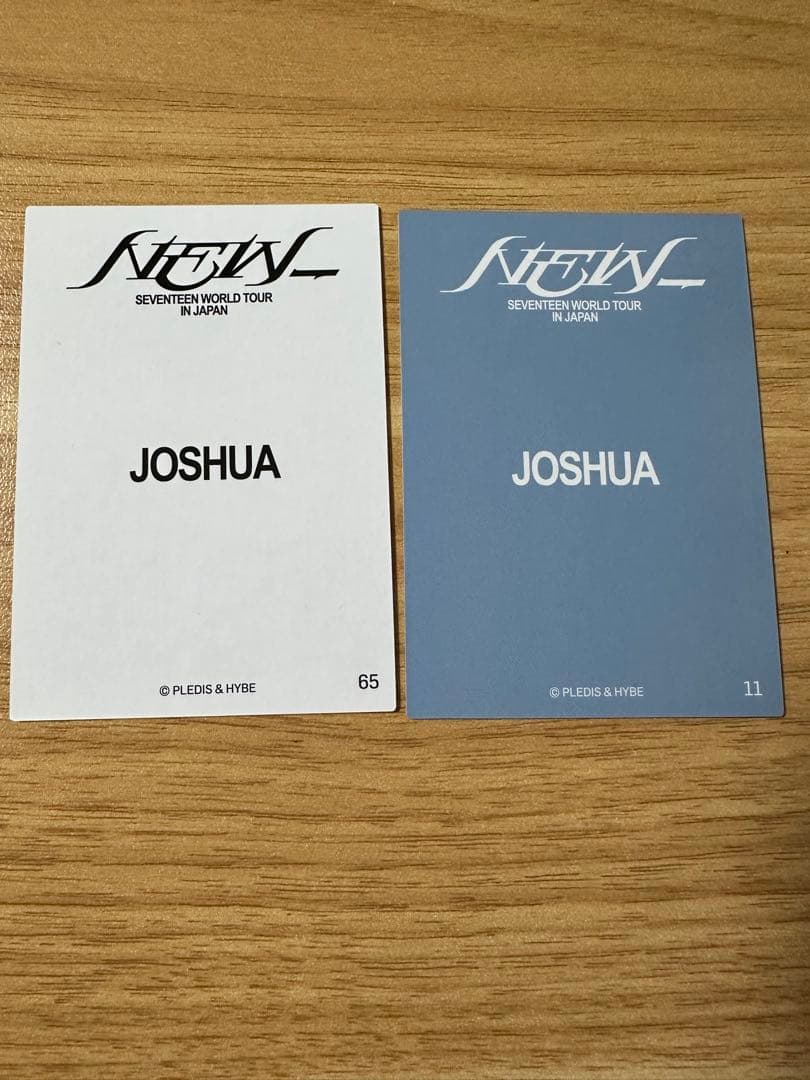 NEW_
SEVENTEEN WORLD TOUR
IN JAPAN
JOSHUA
© PLEDIS & HYBE
65
NEW_
SEVENTEEN WORLD TOUR
IN JAPAN
JOSHUA
© PLEDIS & HYBE
11